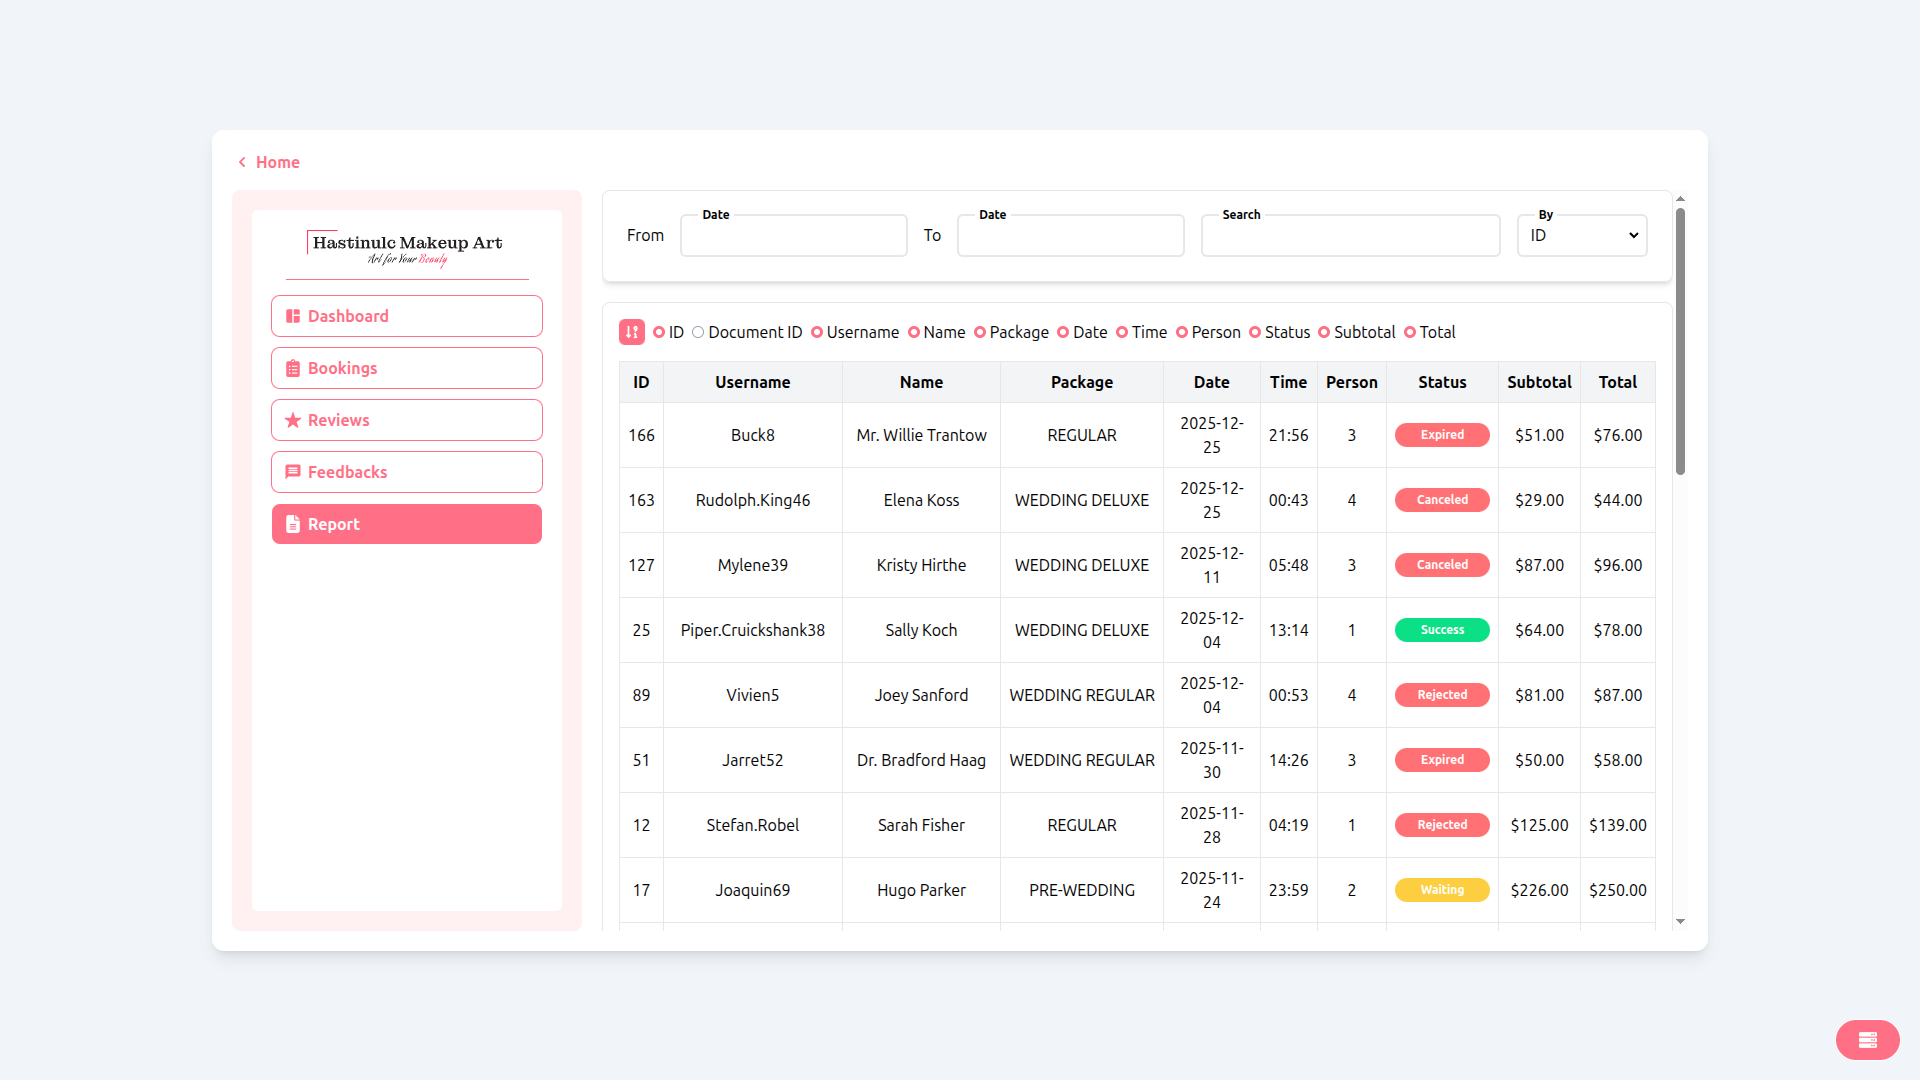 Home
Hastinulc Makeup Art
Art for Your Beauty
Dashboard
Bookings
Reviews
Feedbacks
Report
From Date To Date Search By ID
ID Document ID Username Name Package Date Time Person Status Subtotal Total
ID Username Name Package Date Time Person Status Subtotal Total
166 Buck8 Mr. Willie Trantow REGULAR 2025-12-25 21:56 3 Expired $51.00 $76.00
163 Rudolph.King46 Elena Koss WEDDING DELUXE 2025-12-25 00:43 4 Canceled $29.00 $44.00
127 Mylene39 Kristy Hirthe WEDDING DELUXE 2025-12-11 05:48 3 Canceled $87.00 $96.00
25 Piper.Cruickshank38 Sally Koch WEDDING DELUXE 2025-12-04 13:14 1 Success $64.00 $78.00
89 Vivien5 Joey Sanford WEDDING REGULAR 2025-12-04 00:53 4 Rejected $81.00 $87.00
51 Jarret52 Dr. Bradford Haag WEDDING REGULAR 2025-11-30 14:26 3 Expired $50.00 $58.00
12 Stefan.Robel Sarah Fisher REGULAR 2025-11-28 04:19 1 Rejected $125.00 $139.00
17 Joaquin69 Hugo Parker PRE-WEDDING 2025-11-24 23:59 2 Waiting $226.00 $250.00